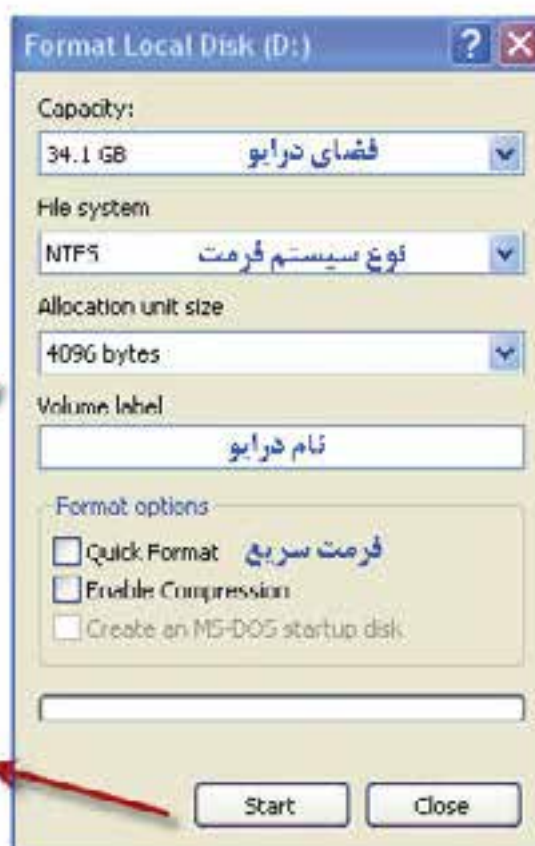 Format Local Disk (D:)
Capacity:
34.1 GB فضای درایو
File system
NTFS نوع سیستم فرمت
Allocation unit size
4096 bytes
Volume label
نام درایو
Format options
Quick Format فرمت سریع
Enable Compression
Create an MS-DOS startup disk
Start Close